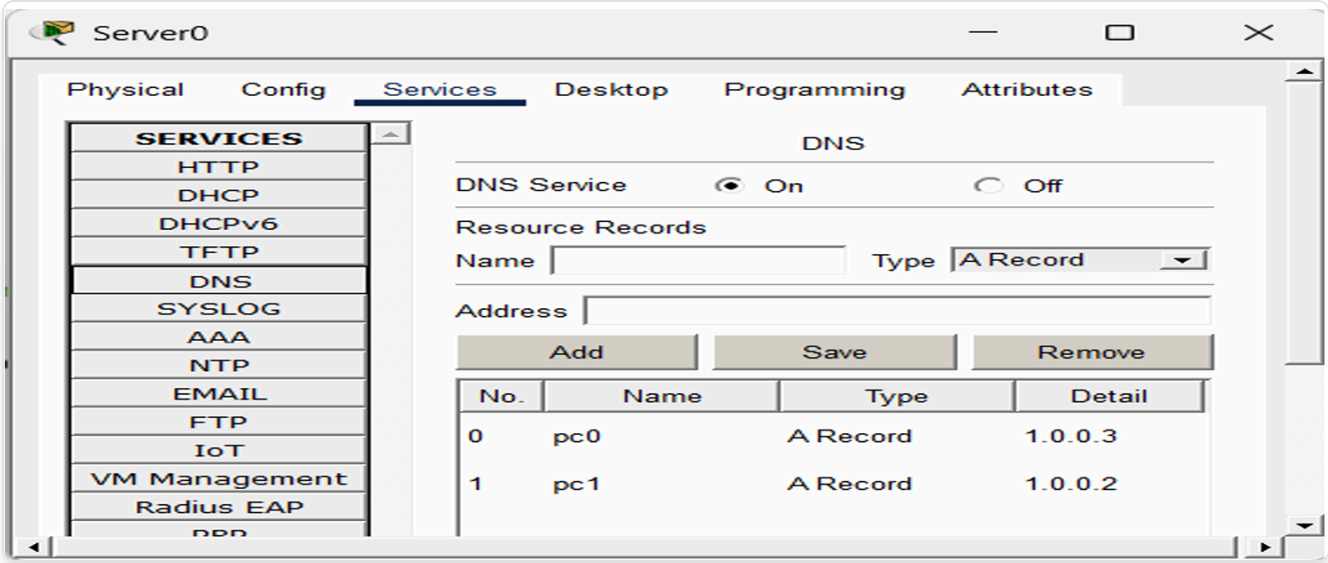 Server0
Physical Config Services Desktop Programming Attributes
SERVICES
HTTP
DHCP
DHCPv6
TFTP
DNS
SYSLOG
AAA
NTP
EMAIL
FTP
IoT
VM Management
Radius EAP
DNS
DNS Service On Off
Resource Records
Name Type A Record
Address
Add Save Remove
No. Name Type Detail
0 pc0 A Record 1.0.0.3
1 pc1 A Record 1.0.0.2